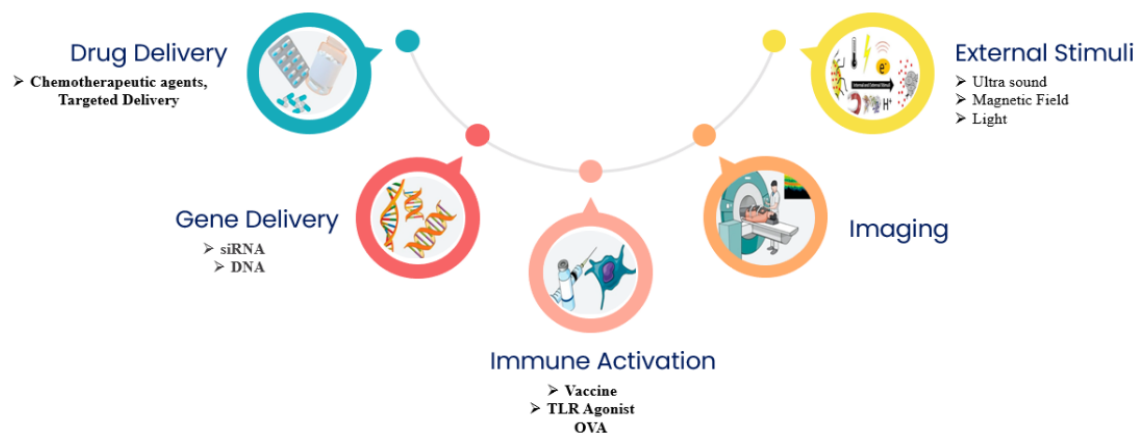 Drug Delivery
➤ Chemotherapeutic agents,
Targeted Delivery
Gene Delivery
➤ siRNA
➤ DNA
Immune Activation
➤ Vaccine
➤ TLR Agonist
OVA
Imaging
External Stimuli
➤ Ultra sound
➤ Magnetic Field
➤ Light
e⁻
H⁺